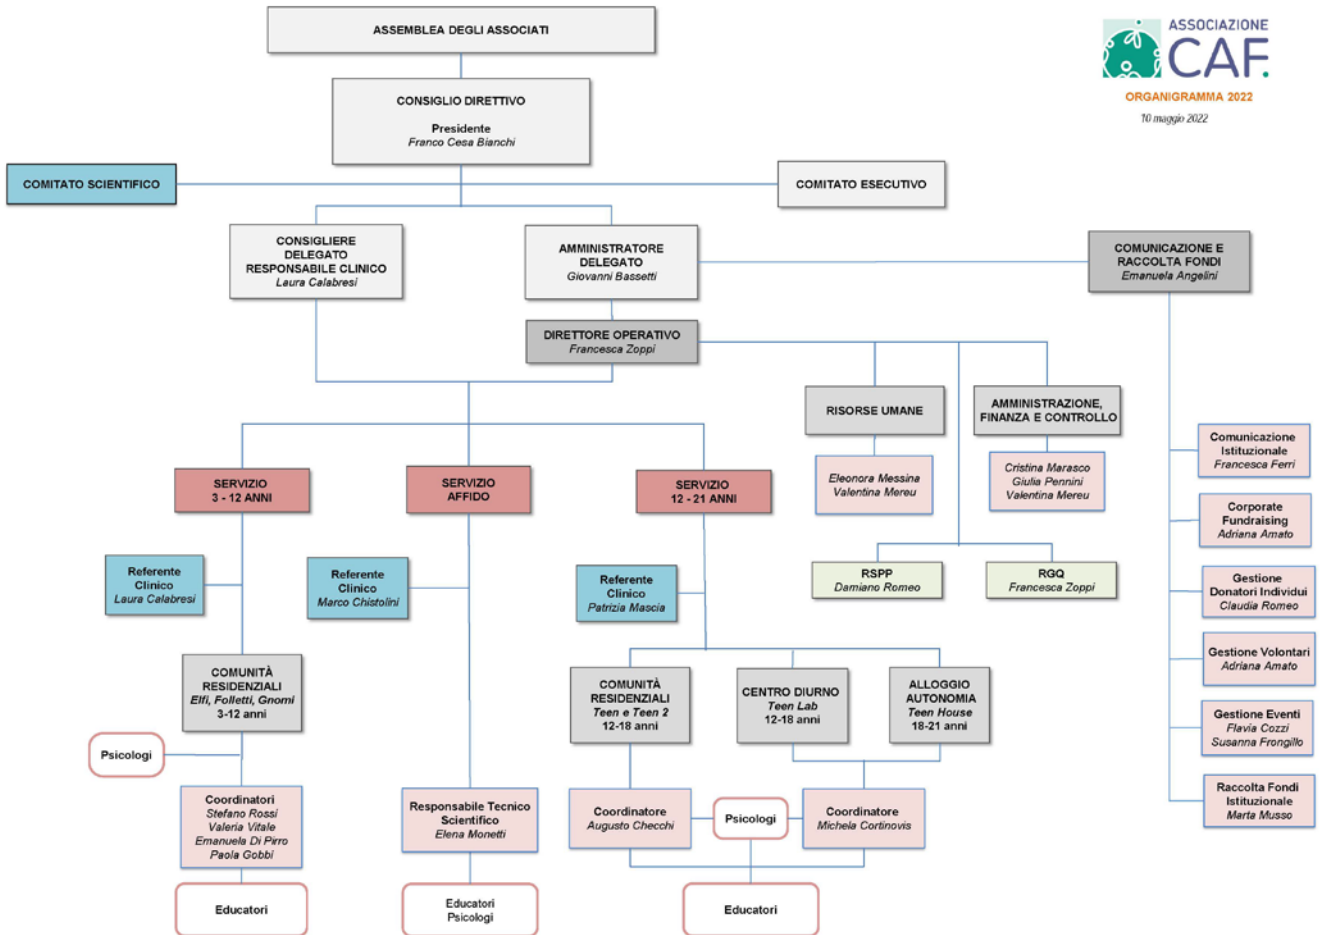 ASSEMBLEA DEGLI ASSOCIATI
ASSOCIAZIONE
CAF.
ORGANIGRAMMA 2022
10 maggio 2022
CONSIGLIO DIRETTIVO
Presidente
Franco Cesa Bianchi
COMITATO SCIENTIFICO
COMITATO ESECUTIVO
CONSIGLIERE
DELEGATO
RESPONSABILE CLINICO
Laura Calabresi
AMMINISTRATORE
DELEGATO
Giovanni Bassetti
COMUNICAZIONE E
RACCOLTA FONDI
Emanuela Angelini
DIRETTORE OPERATIVO
Francesca Zoppi
RISORSE UMANE
AMMINISTRAZIONE,
FINANZA E CONTROLLO
Eleonora Messina
Valentina Mereu
Cristina Marasco
Giulia Pennini
Valentina Mereu
RSPP
Damiano Romeo
RGQ
Francesca Zoppi
Comunicazione
Istituzionale
Francesca Ferri
Corporate
Fundraising
Adriana Amato
Gestione
Donatori Individui
Claudia Romeo
Gestione Volontari
Adriana Amato
Gestione Eventi
Flavia Cozzi
Susanna Frongillo
Raccolta Fondi
Istituzionale
Marta Musso
SERVIZIO
3 - 12 ANNI
SERVIZIO
AFFIDO
SERVIZIO
12 - 21 ANNI
Referente
Clinico
Laura Calabresi
Referente
Clinico
Marco Chistolini
Referente
Clinico
Patrizia Mascia
COMUNITÀ
RESIDENZIALI
Elfi, Folletti, Gnomi
3-12 anni
COMUNITÀ
RESIDENZIALI
Teen e Teen 2
12-18 anni
CENTRO DIURNO
Teen Lab
12-18 anni
ALLOGGIO
AUTONOMIA
Teen House
18-21 anni
Psicologi
Coordinatori
Stefano Rossi
Valeria Vitale
Emanuela Di Pirro
Paola Gobbi
Responsabile Tecnico
Scientifico
Elena Monetti
Coordinatore
Augusto Checchi
Psicologi
Coordinatore
Michela Cortinovis
Educatori
Educatori
Psicologi
Educatori